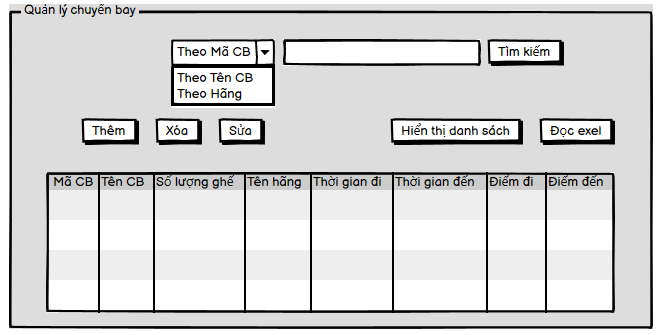 Quản lý chuyến bay
Theo Mã CB Tìm kiếm
Theo Tên CB
Theo Hãng
Thêm Xóa Sửa Hiển thị danh sách Đọc exel
Mã CB Tên CB Số lượng ghế Tên hãng Thời gian đi Thời gian đến Điểm đi Điểm đến